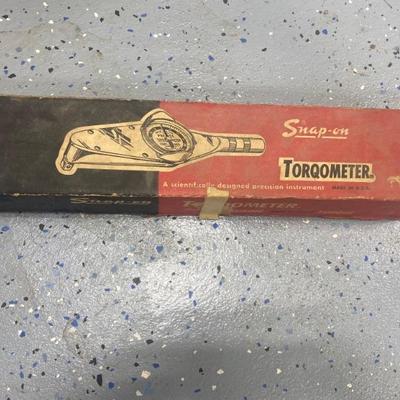 Snap-on
TORQOMETER
A scientifically designed precision instrument MADE IN U.S.A.
SNAP-ON TORQOMETER